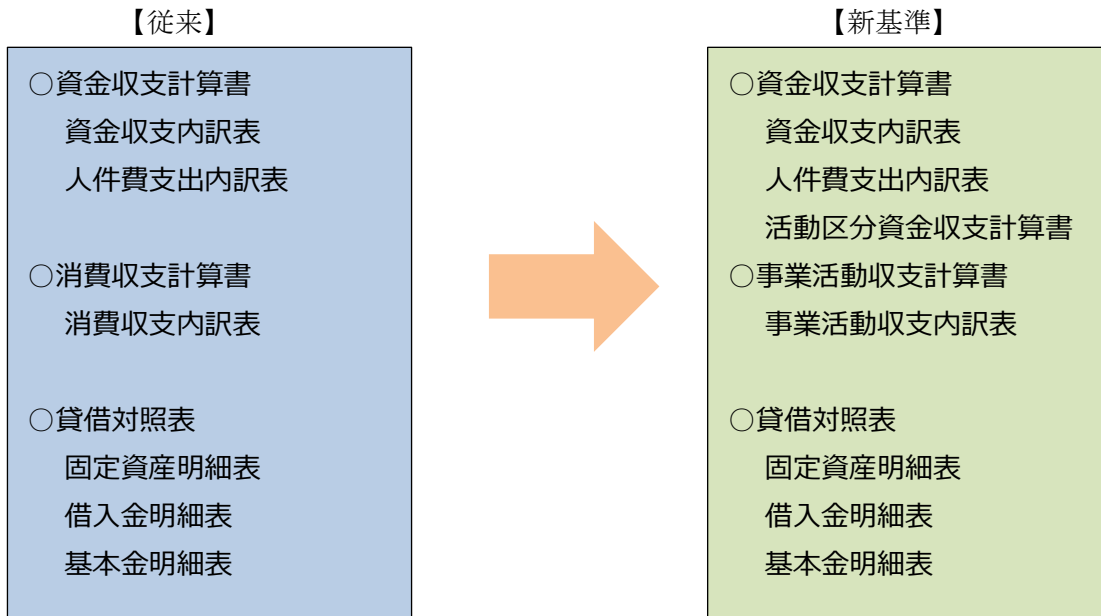 【従来】
○資金収支計算書
資金収支内訳表
人件費支出内訳表
○消費収支計算書
消費収支内訳表
○貸借対照表
固定資産明細表
借入金明細表
基本金明細表
【新基準】
○資金収支計算書
資金収支内訳表
人件費支出内訳表
活動区分資金収支計算書
○事業活動収支計算書
事業活動収支内訳表
○貸借対照表
固定資産明細表
借入金明細表
基本金明細表